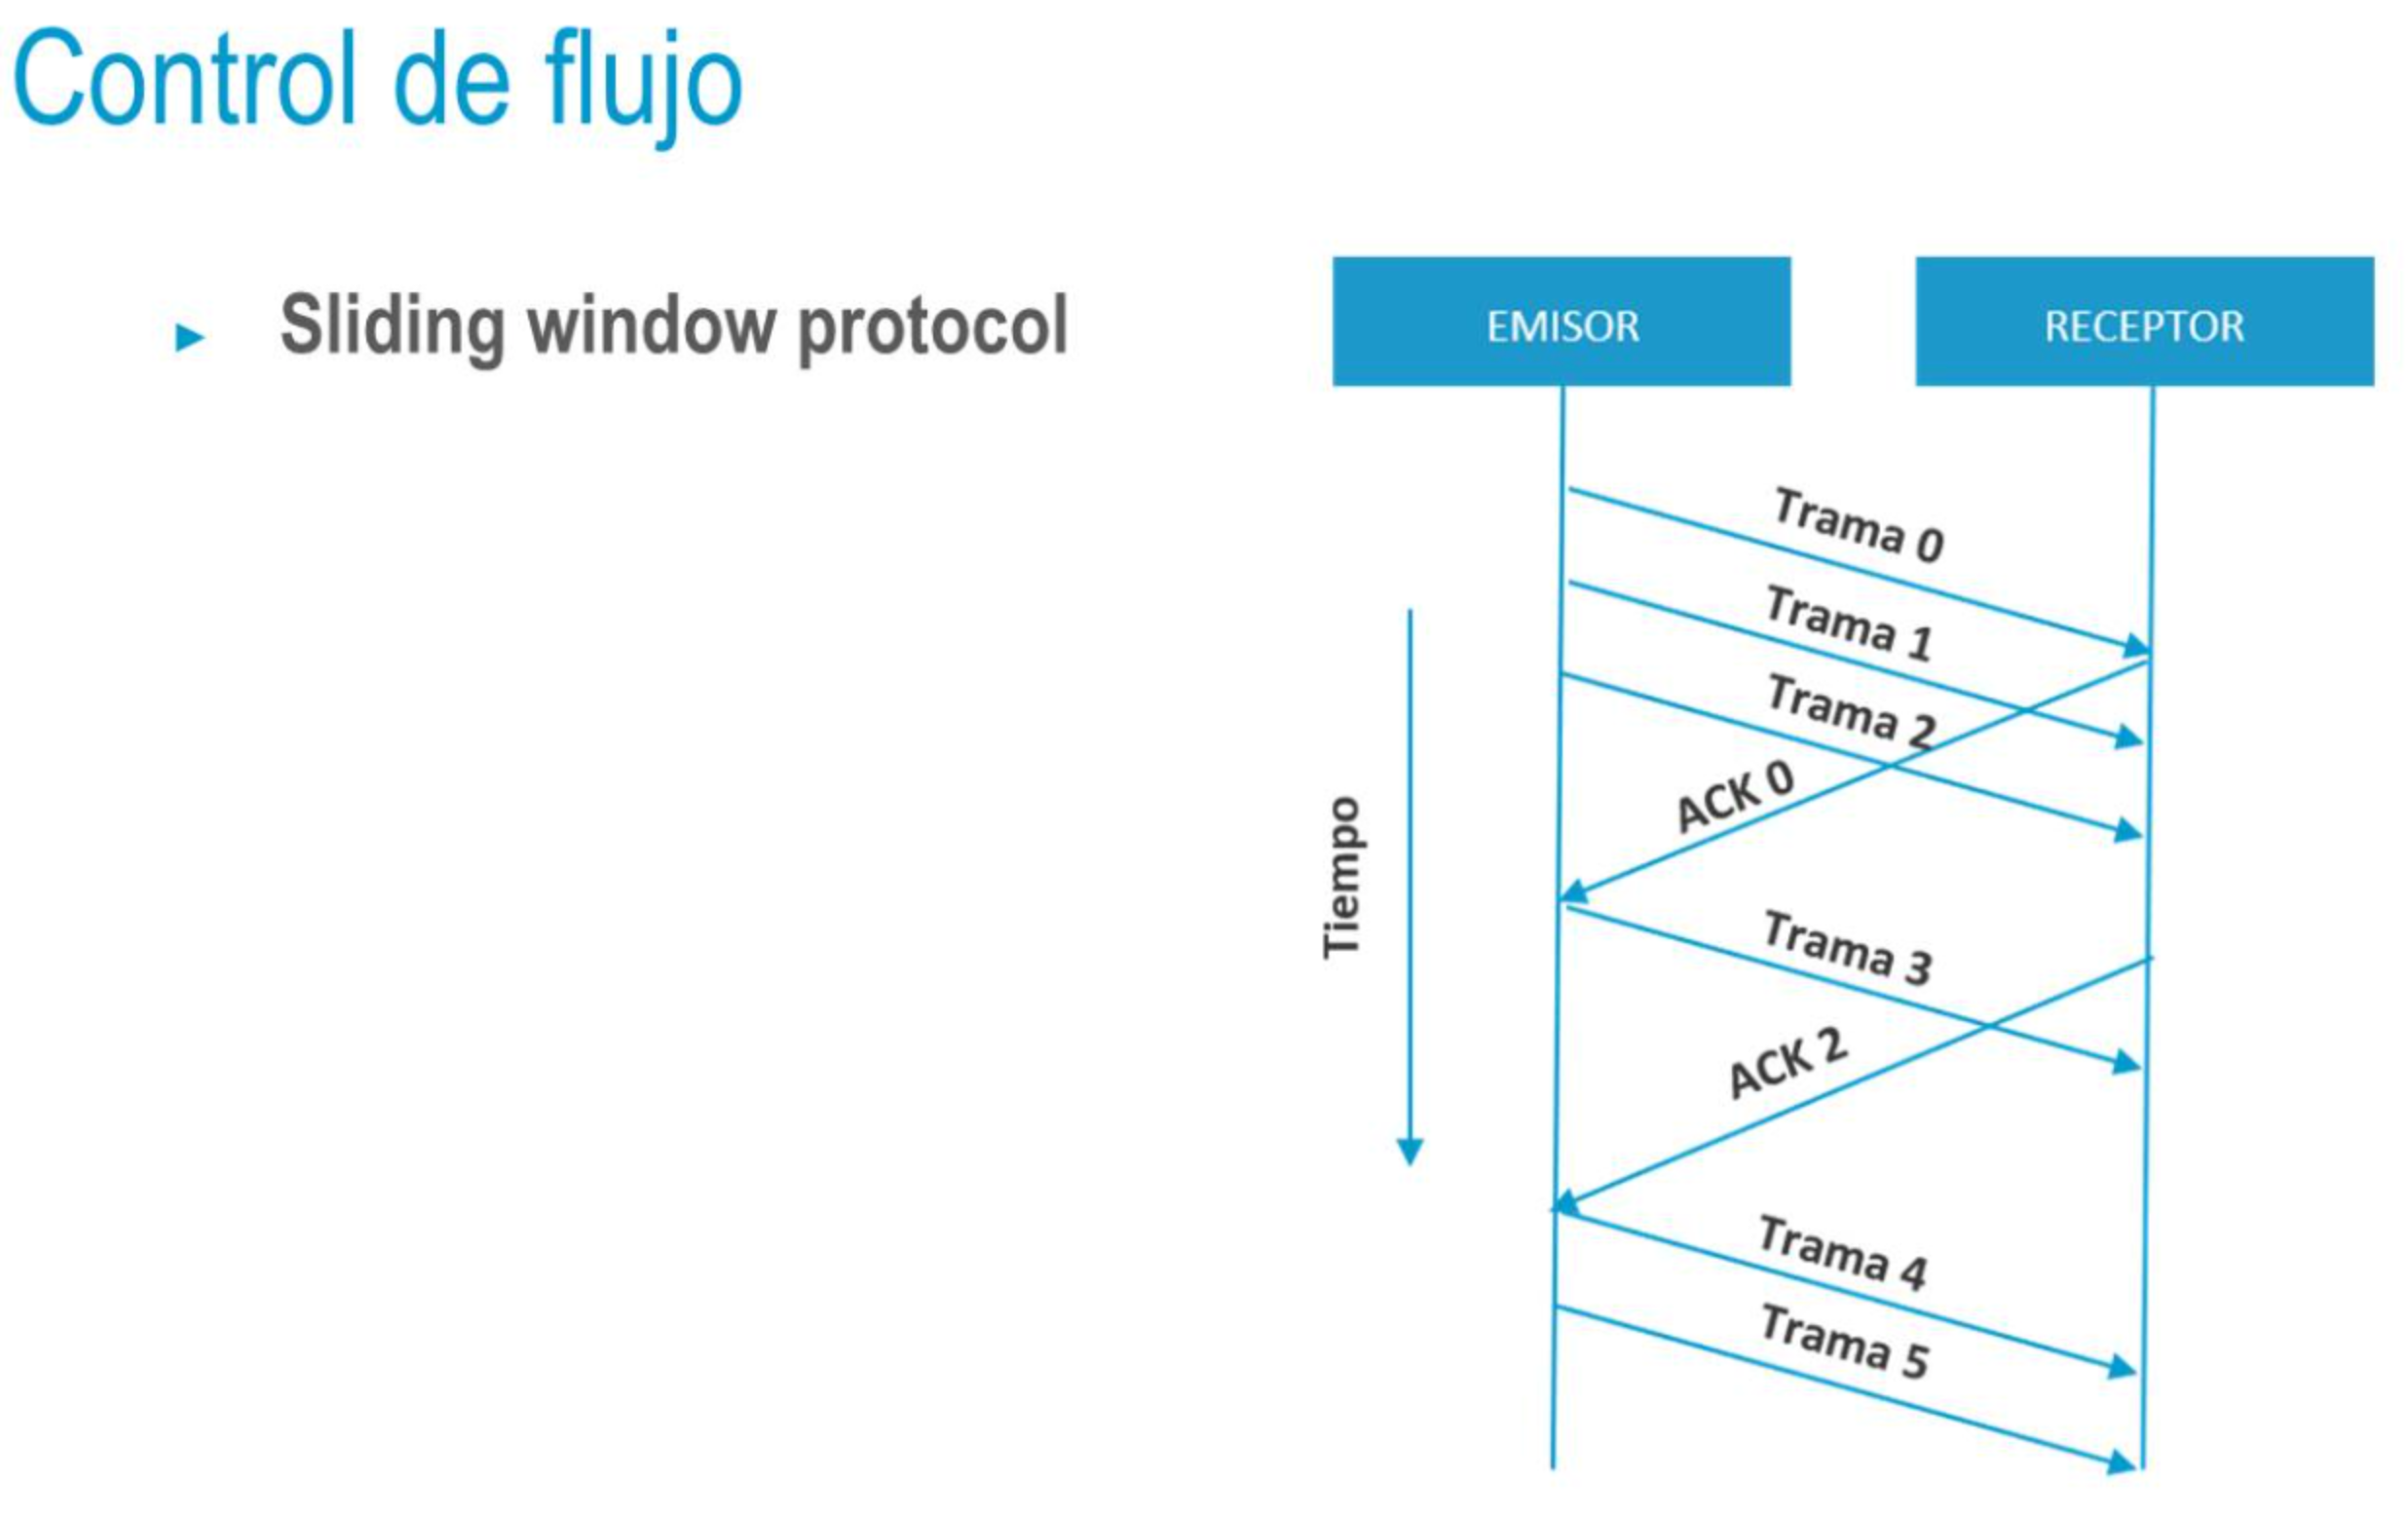 Control de flujo
Sliding window protocol
EMISOR
RECEPTOR
Trama 0
Trama 1
Trama 2
ACK 0
Tiempo
Trama 3
ACK 2
Trama 4
Trama 5